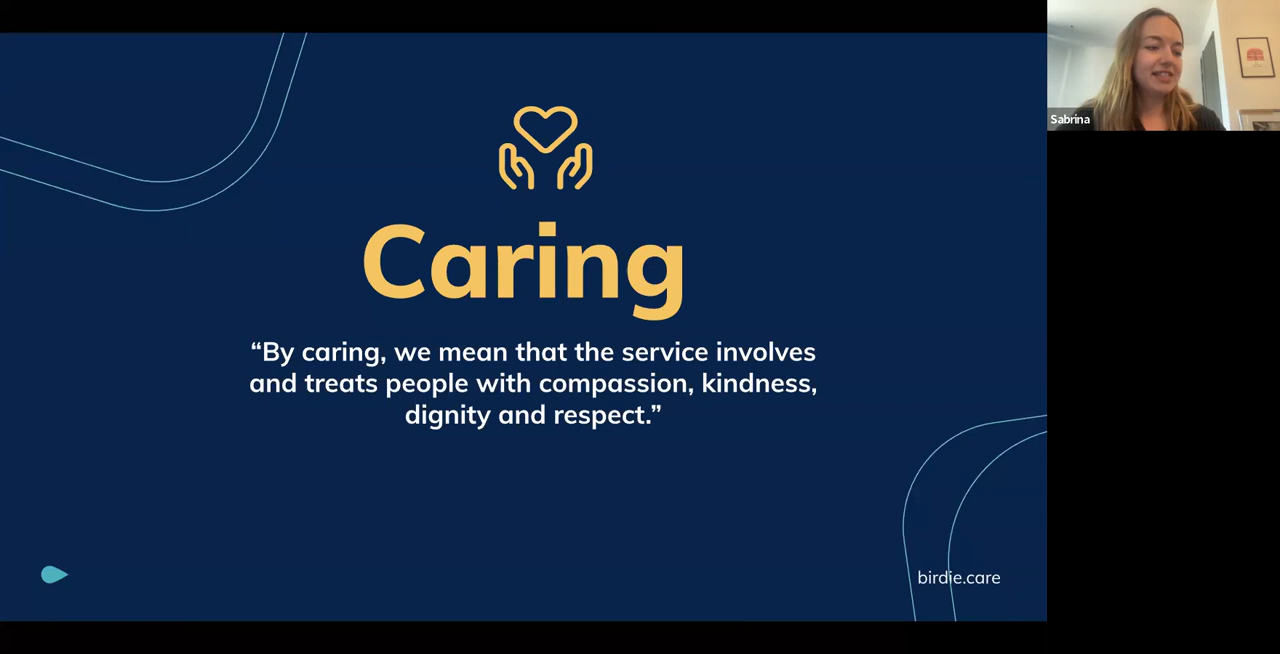 Sabrina
Caring
“By caring, we mean that the service involves
and treats people with compassion, kindness,
dignity and respect.”
birdie.care